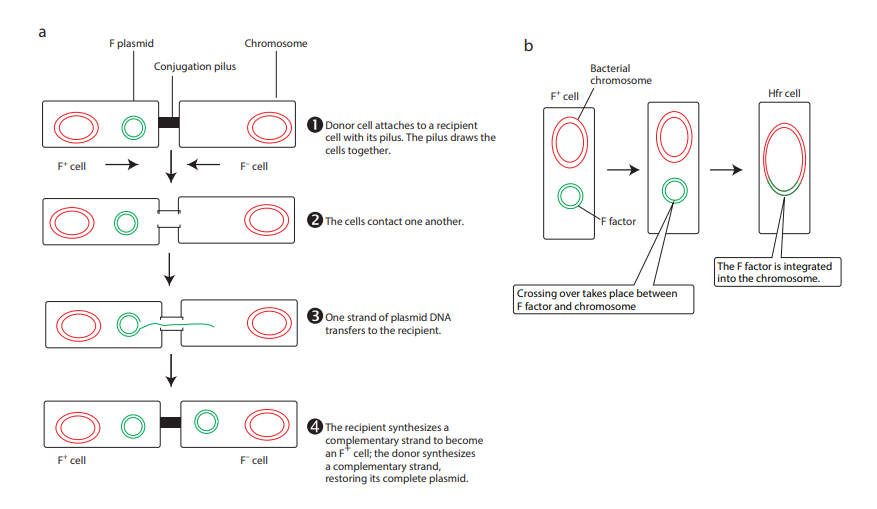 a
F plasmid
Chromosome
Conjugation pilus
❶ Donor cell attaches to a recipient
cell with its pilus. The pilus draws the
cells together.
F⁺ cell
F⁻ cell
❷ The cells contact one another.
❸ One strand of plasmid DNA
transfers to the recipient.
❹ The recipient synthesizes a
complementary strand to become
an F⁺ cell; the donor synthesizes
a complementary strand,
restoring its complete plasmid.
F⁺ cell
F⁻ cell
b
Bacterial
chromosome
F⁺ cell
Hfr cell
F factor
The F factor is integrated
into the chromosome.
Crossing over takes place between
F factor and chromosome